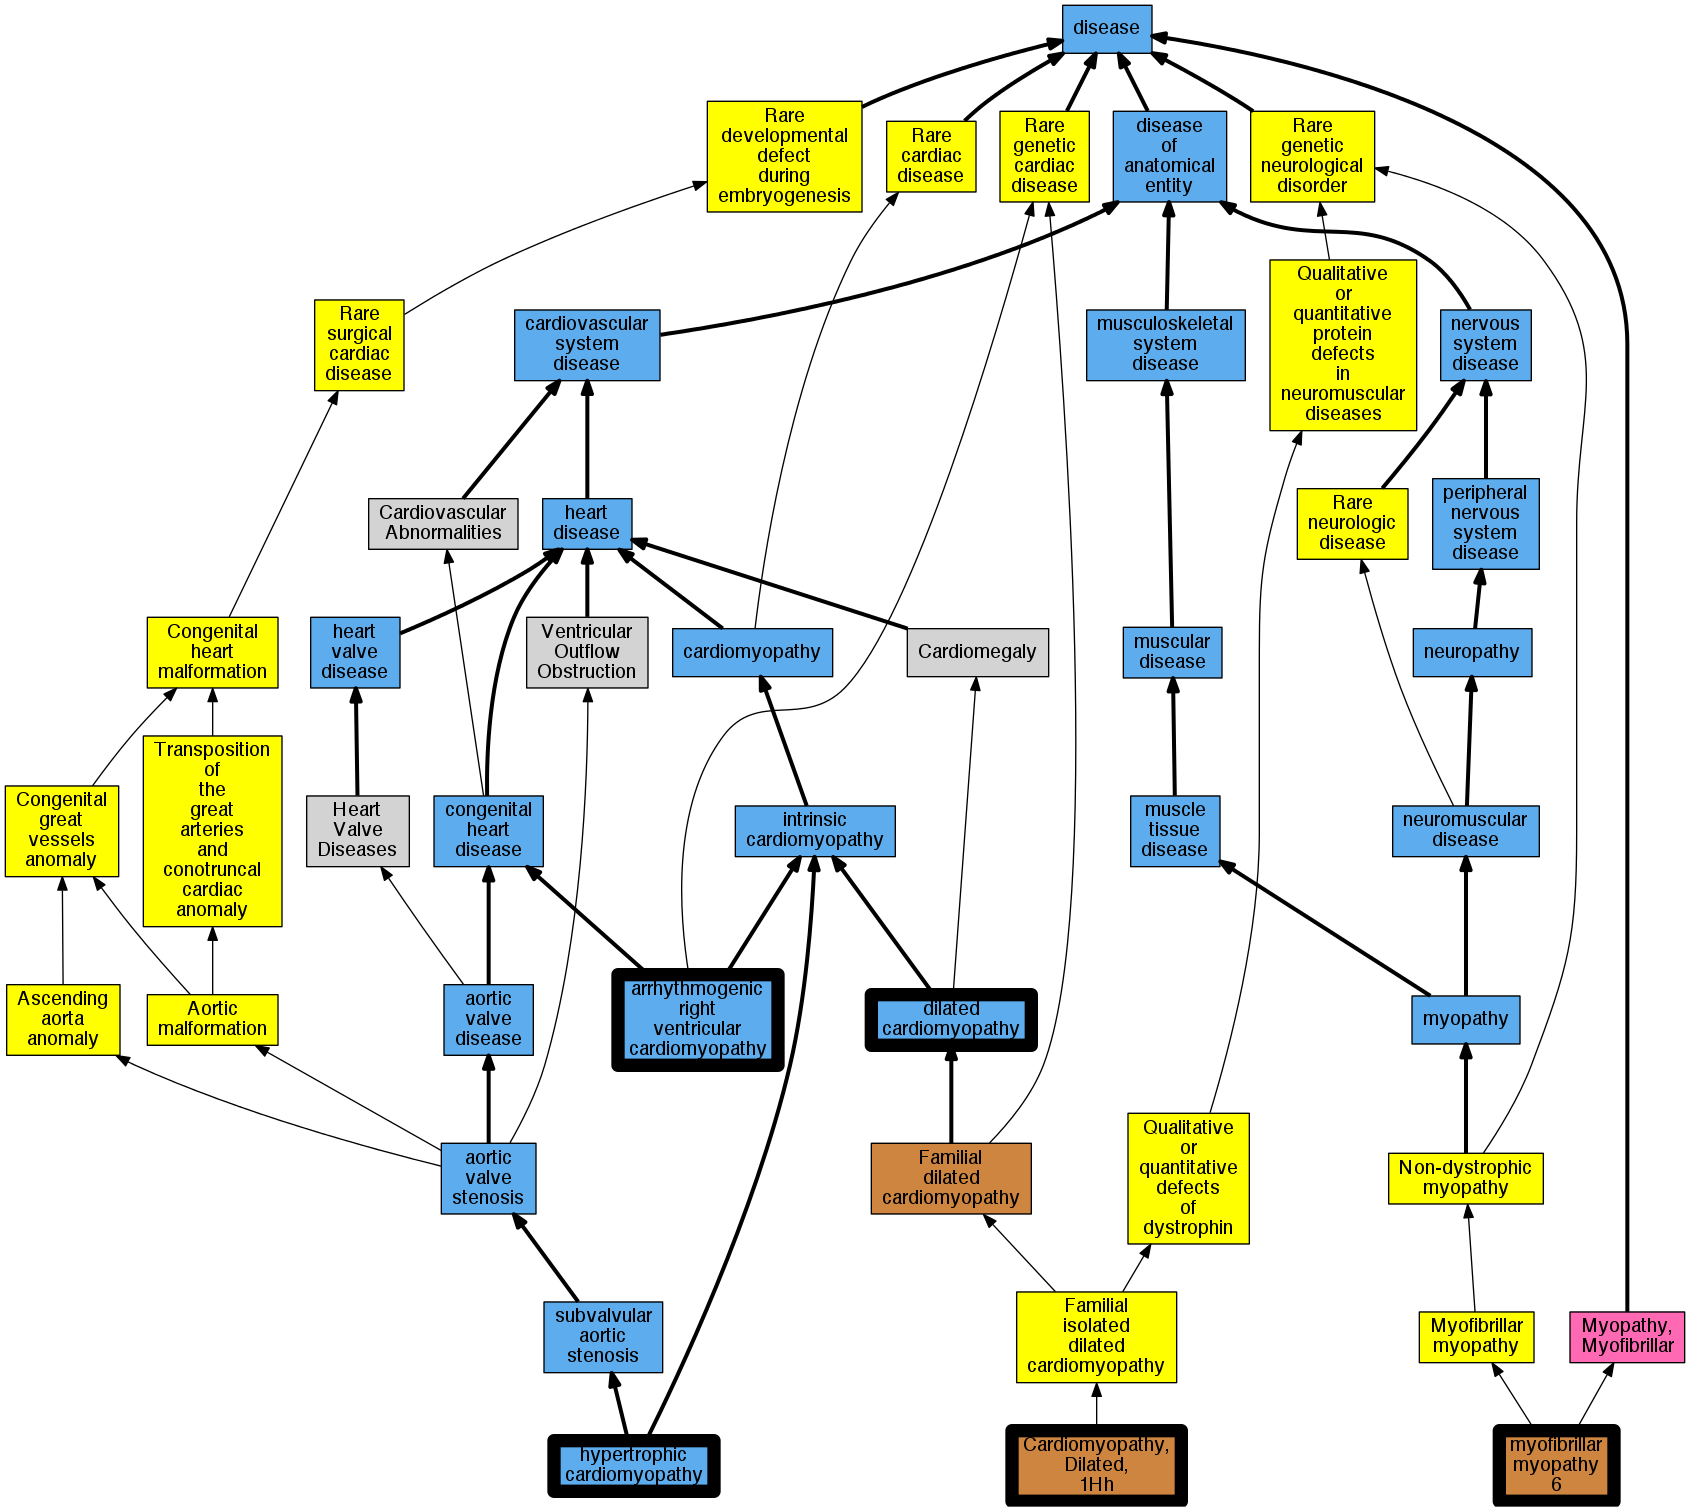 disease
Rare
developmental
defect
during
embryogenesis
Rare
cardiac
disease
Rare
genetic
cardiac
disease
disease
of
anatomical
entity
Rare
genetic
neurological
disorder
Rare
surgical
cardiac
disease
cardiovascular
system
disease
musculoskeletal
system
disease
Qualitative
or
quantitative
protein
defects
in
neuromuscular
diseases
nervous
system
disease
Cardiovascular
Abnormalities
heart
disease
Rare
neurologic
disease
peripheral
nervous
system
disease
Congenital
heart
malformation
heart
valve
disease
Ventricular
Outflow
Obstruction
cardiomyopathy
Cardiomegaly
muscular
disease
neuropathy
Congenital
great
vessels
anomaly
Transposition
of
the
great
arteries
and
conotruncal
cardiac
anomaly
Heart
Valve
Diseases
congenital
heart
disease
intrinsic
cardiomyopathy
muscle
tissue
disease
neuromuscular
disease
Ascending
aorta
anomaly
Aortic
malformation
aortic
valve
disease
arrhythmogenic
right
ventricular
cardiomyopathy
dilated
cardiomyopathy
myopathy
aortic
valve
stenosis
Familial
dilated
cardiomyopathy
Qualitative
or
quantitative
defects
of
dystrophin
Non-dystrophic
myopathy
subvalvular
aortic
stenosis
Familial
isolated
dilated
cardiomyopathy
Myofibrillar
myopathy
Myopathy,
Myofibrillar
hypertrophic
cardiomyopathy
Cardiomyopathy,
Dilated,
1Hh
myofibrillar
myopathy
6